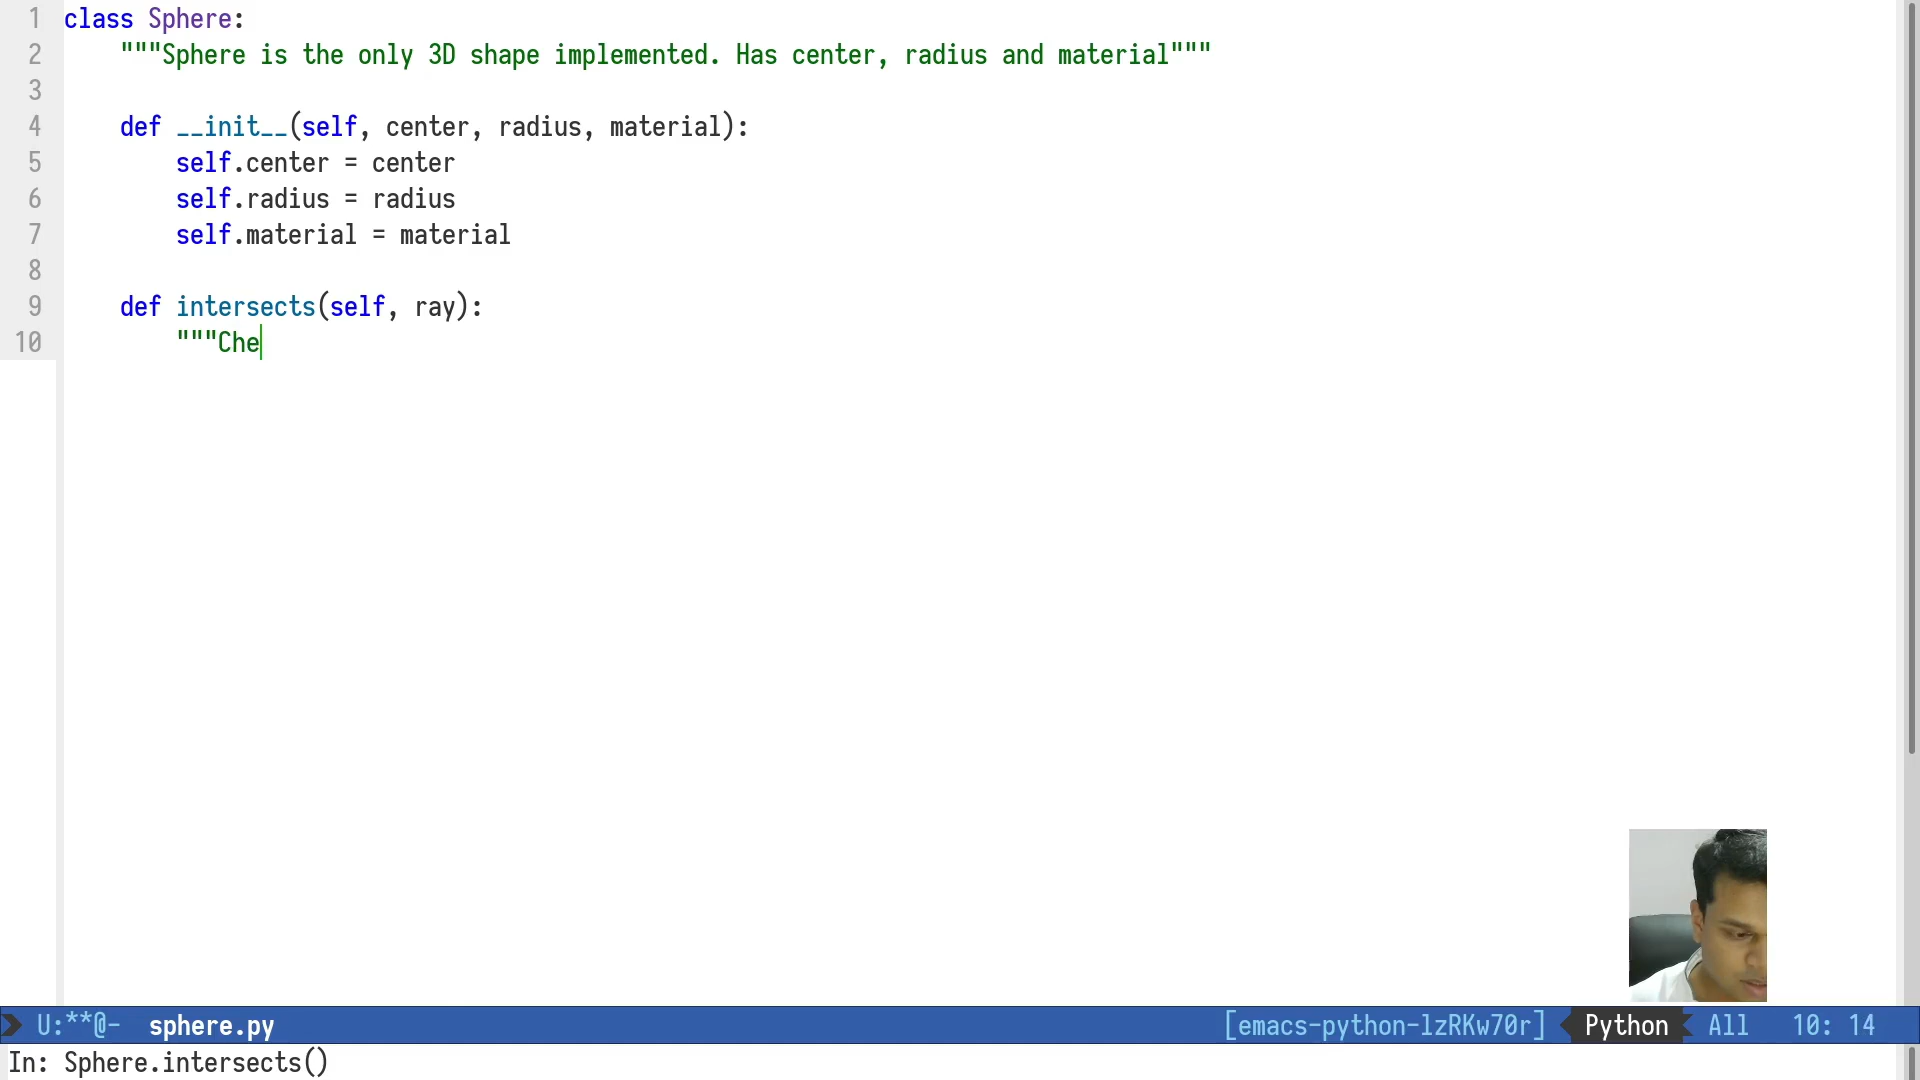 1 class Sphere:
2 """Sphere is the only 3D shape implemented. Has center, radius and material"""
3
4 def __init__(self, center, radius, material):
5 self.center = center
6 self.radius = radius
7 self.material = material
8
9 def intersects(self, ray):
10 """Che
U:**@- sphere.py [emacs-python-lzRKw70r] Python All 10: 14
In: Sphere.intersects()